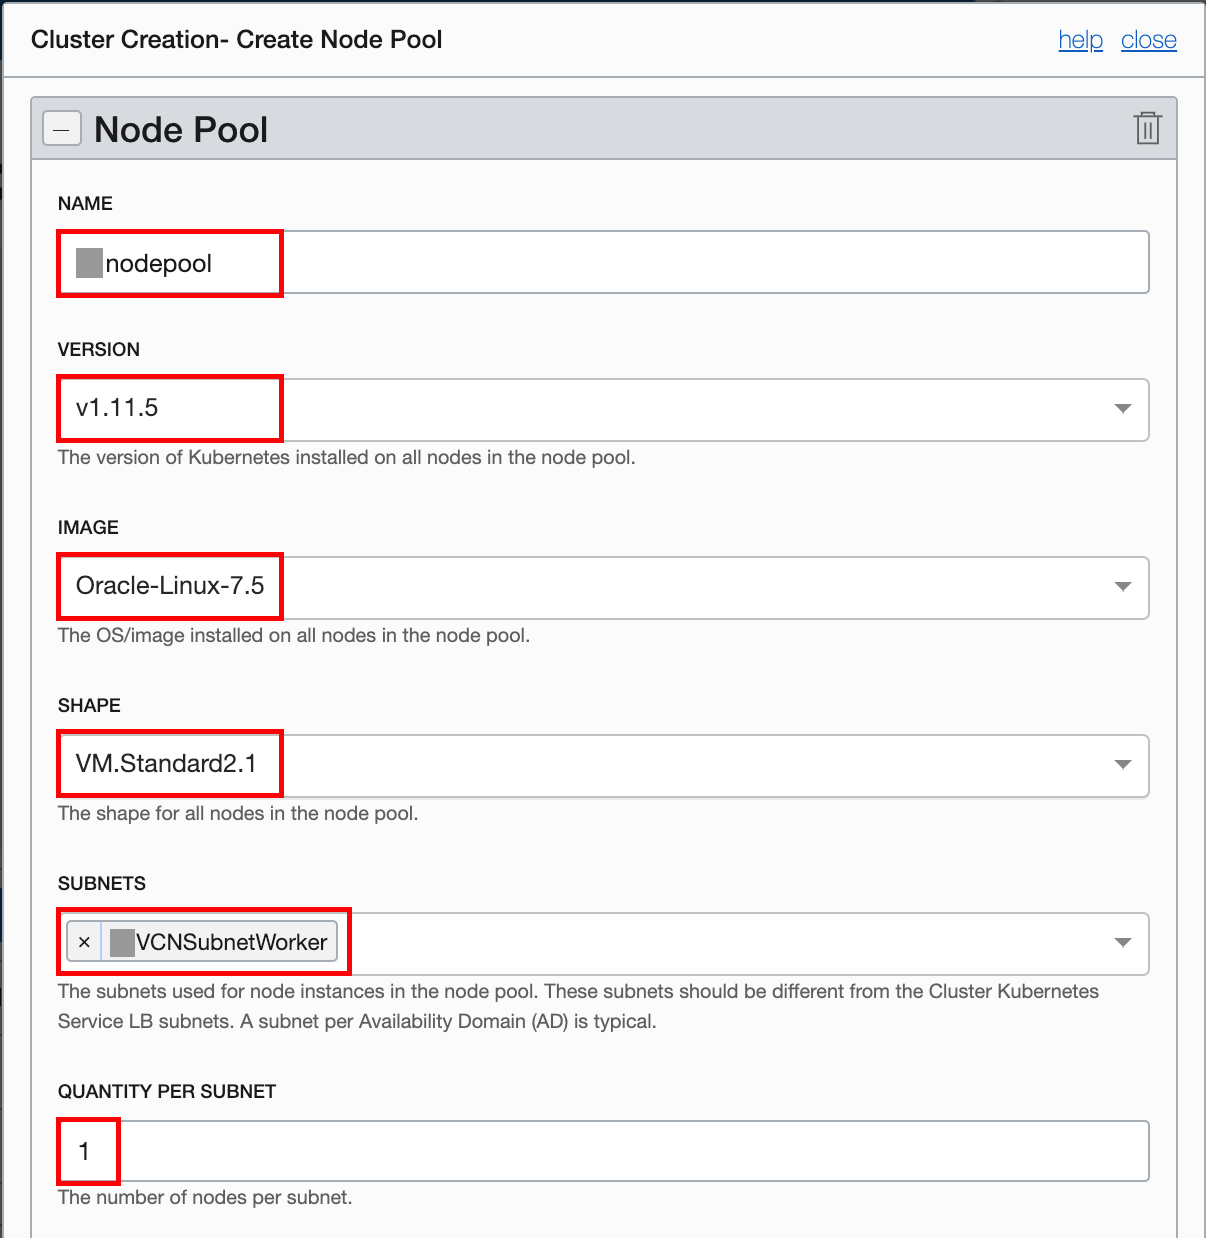 Cluster Creation- Create Node Pool
help close
Node Pool
NAME
nodepool
VERSION
v1.11.5
The version of Kubernetes installed on all nodes in the node pool.
IMAGE
Oracle-Linux-7.5
The OS/image installed on all nodes in the node pool.
SHAPE
VM.Standard2.1
The shape for all nodes in the node pool.
SUBNETS
× VCNSubnetWorker
The subnets used for node instances in the node pool. These subnets should be different from the Cluster Kubernetes
Service LB subnets. A subnet per Availability Domain (AD) is typical.
QUANTITY PER SUBNET
1
The number of nodes per subnet.